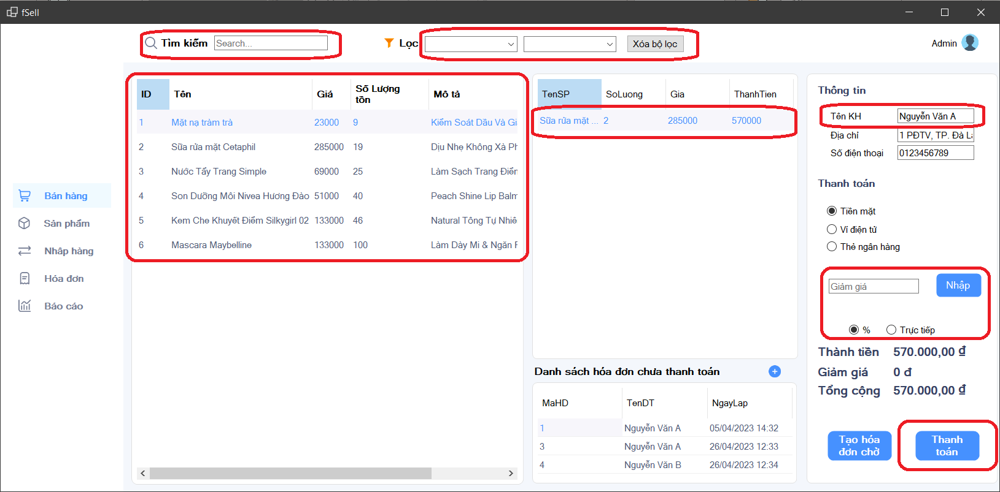 fSell
Tìm kiếm Search... Lọc Xóa bộ lọc Admin
Bán hàng
Sản phẩm
Nhập hàng
Hóa đơn
Báo cáo
ID Tên Giá Số Lượng tồn Mô tả
1 Mặt nạ tràm trà 23000 9 Kiểm Soát Dầu Và Gi
2 Sữa rửa mặt Cetaphil 285000 19 Dịu Nhẹ Không Xà Ph
3 Nước Tẩy Trang Simple 69000 25 Làm Sạch Trang Điển
4 Son Dưỡng Môi Nivea Hương Đào 51000 40 Peach Shine Lip Balm
5 Kem Che Khuyết Điểm Silkygirl 02 133000 46 Natural Tông Tự Nhiê
6 Mascara Maybelline 133000 100 Làm Dày Mi & Ngăn
TenSP SoLuong Gia ThanhTien
Sữa rửa mặt ... 2 285000 570000
Danh sách hóa đơn chưa thanh toán
MaHD TenDT NgayLap
1 Nguyễn Văn A 05/04/2023 14:32
3 Nguyễn Văn A 26/04/2023 12:33
4 Nguyễn Văn B 26/04/2023 12:34
Thông tin
Tên KH Nguyễn Văn A
Địa chỉ 1 PĐTV, TP. Đà Lạ
Số điện thoại 0123456789
Thanh toán
Tiền mặt
Ví điện tử
Thẻ ngân hàng
Giảm giá Nhập
% Trực tiếp
Thành tiền 570.000,00 ₫
Giảm giá 0 đ
Tổng cộng 570.000,00 ₫
Tạo hóa đơn chờ
Thanh toán